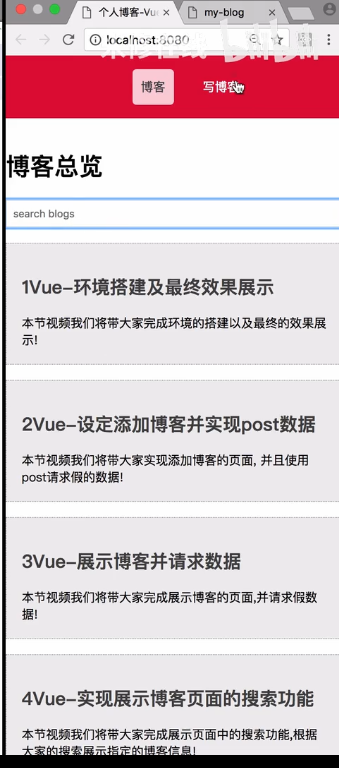 个人博客-Vu
my-blog
localhost:8080
博客
写博客
博客总览
search blogs
1Vue-环境搭建及最终效果展示
本节视频我们将带大家完成环境的搭建以及最终的效果展
示!
2Vue-设定添加博客并实现post数据
本节视频我们将带大家实现添加博客的页面, 并且使用
post请求假的数据!
3Vue-展示博客并请求数据
本节视频我们将带大家完成展示博客的页面,并请求假数
据!
4Vue-实现展示博客页面的搜索功能
本节视频我们将带大家完成展示页面中的搜索功能,根据
大家的搜索展示指定的博客信息!